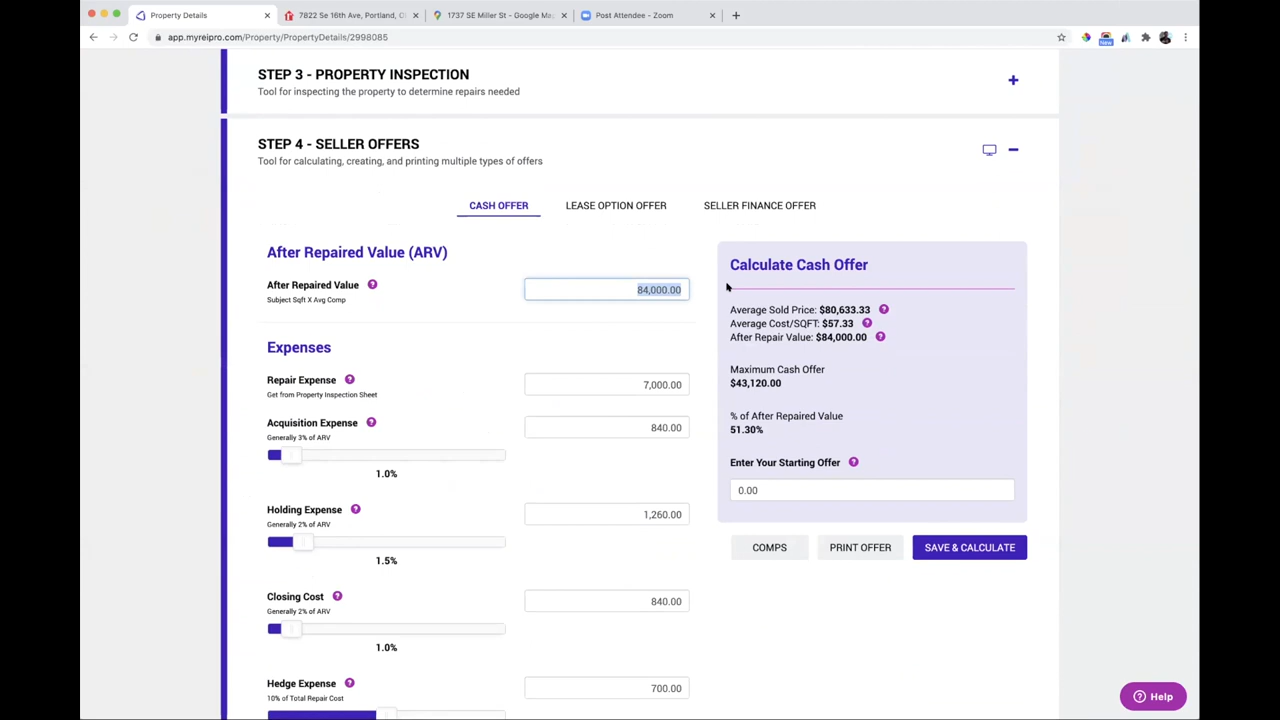 Property Details
7822 Se 16th Ave, Portland, O
1737 SE Miller St - Google Ma
Post Attendee - Zoom
app.myreipro.com/Property/PropertyDetails/2998085
New
STEP 3 - PROPERTY INSPECTION
Tool for inspecting the property to determine repairs needed
STEP 4 - SELLER OFFERS
Tool for calculating, creating, and printing multiple types of offers
CASH OFFER
LEASE OPTION OFFER
SELLER FINANCE OFFER
After Repaired Value (ARV)
After Repaired Value ?
Subject Sqft X Avg Comp
84,000.00
Expenses
Repair Expense ?
Get from Property Inspection Sheet
7,000.00
Acquisition Expense ?
Generally 3% of ARV
840.00
1.0%
Holding Expense ?
Generally 2% of ARV
1,260.00
1.5%
Closing Cost ?
Generally 2% of ARV
840.00
1.0%
Hedge Expense ?
10% of Total Repair Cost
700.00
Calculate Cash Offer
Average Sold Price: $80,633.33 ?
Average Cost/SQFT: $57.33 ?
After Repair Value: $84,000.00 ?
Maximum Cash Offer
$43,120.00
% of After Repaired Value
51.30%
Enter Your Starting Offer ?
0.00
COMPS
PRINT OFFER
SAVE & CALCULATE
? Help